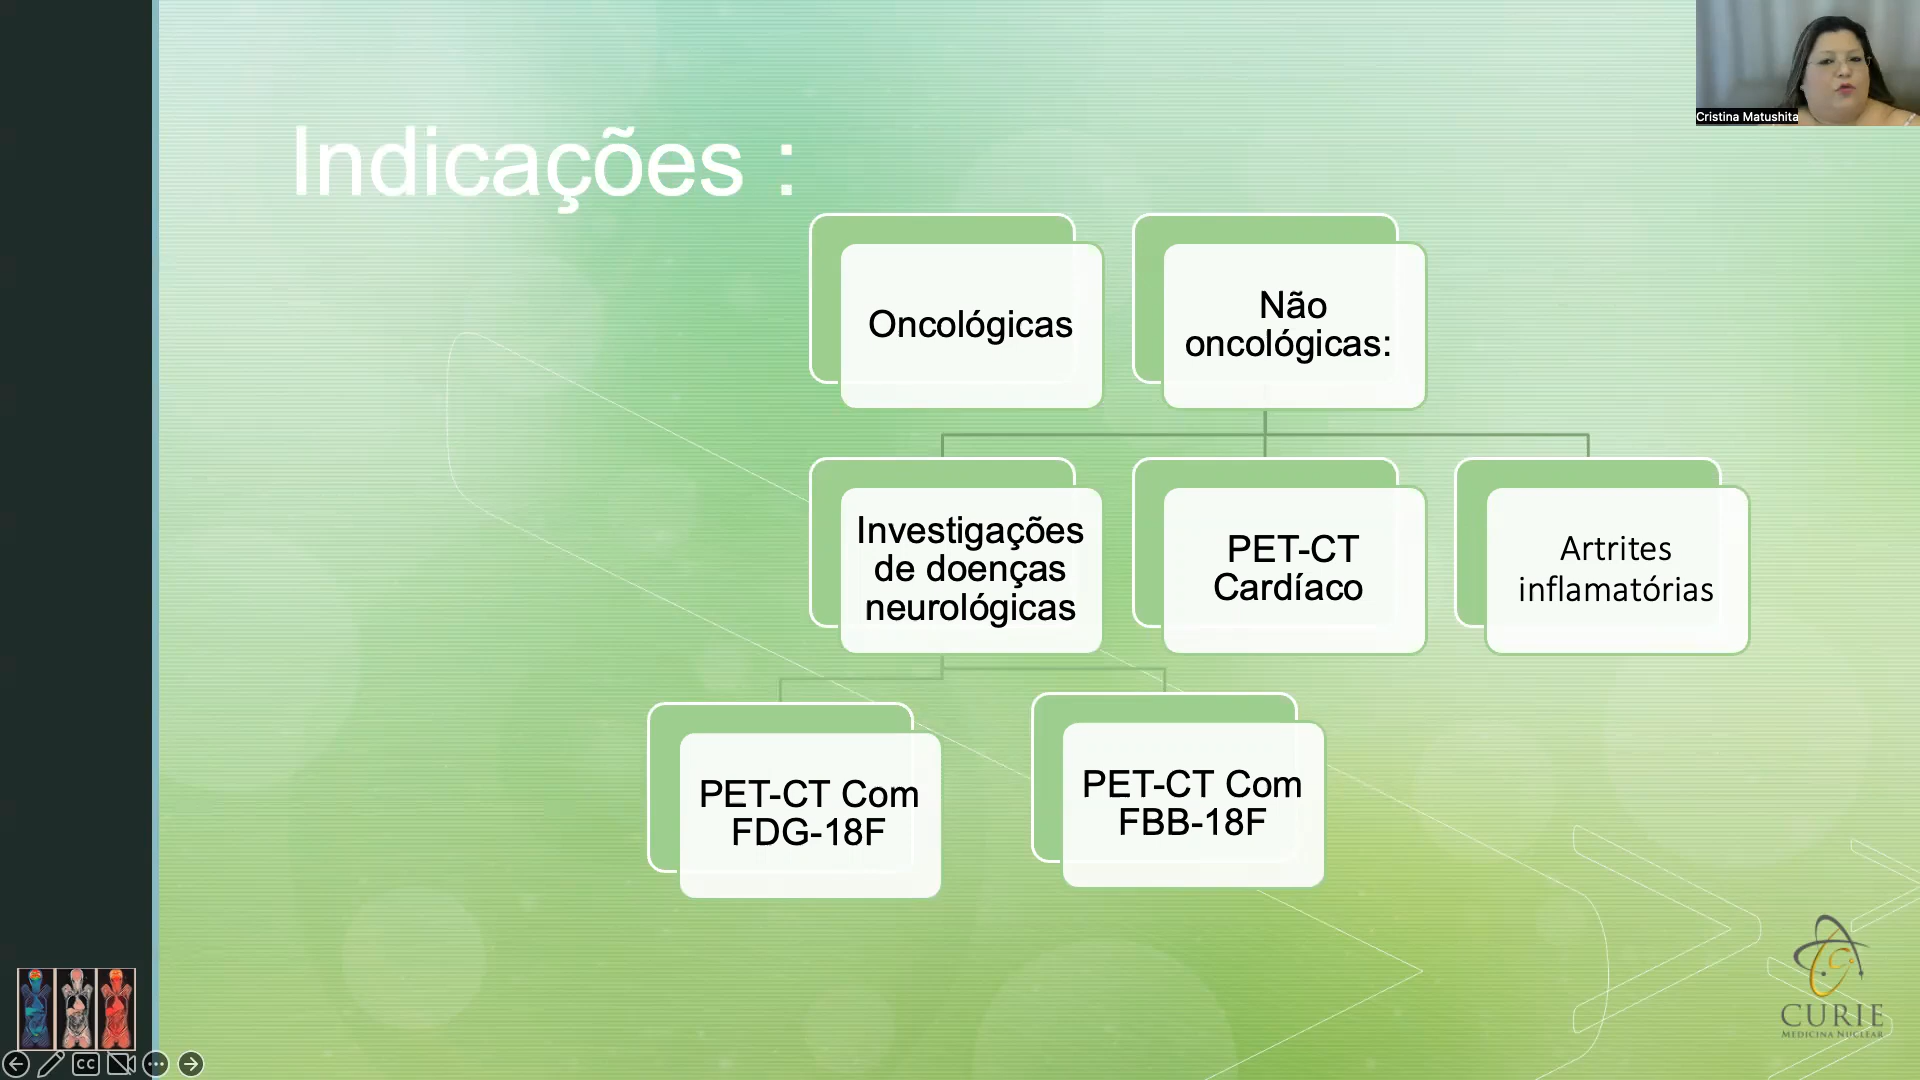 Cristina Matushita
Indicações :
Oncológicas
Não
oncológicas:
Investigações
de doenças
neurológicas
PET-CT
Cardíaco
Artrites
inflamatórias
PET-CT Com
FDG-18F
PET-CT Com
FBB-18F
CURIE
MEDICINA NUCLEAR
CC